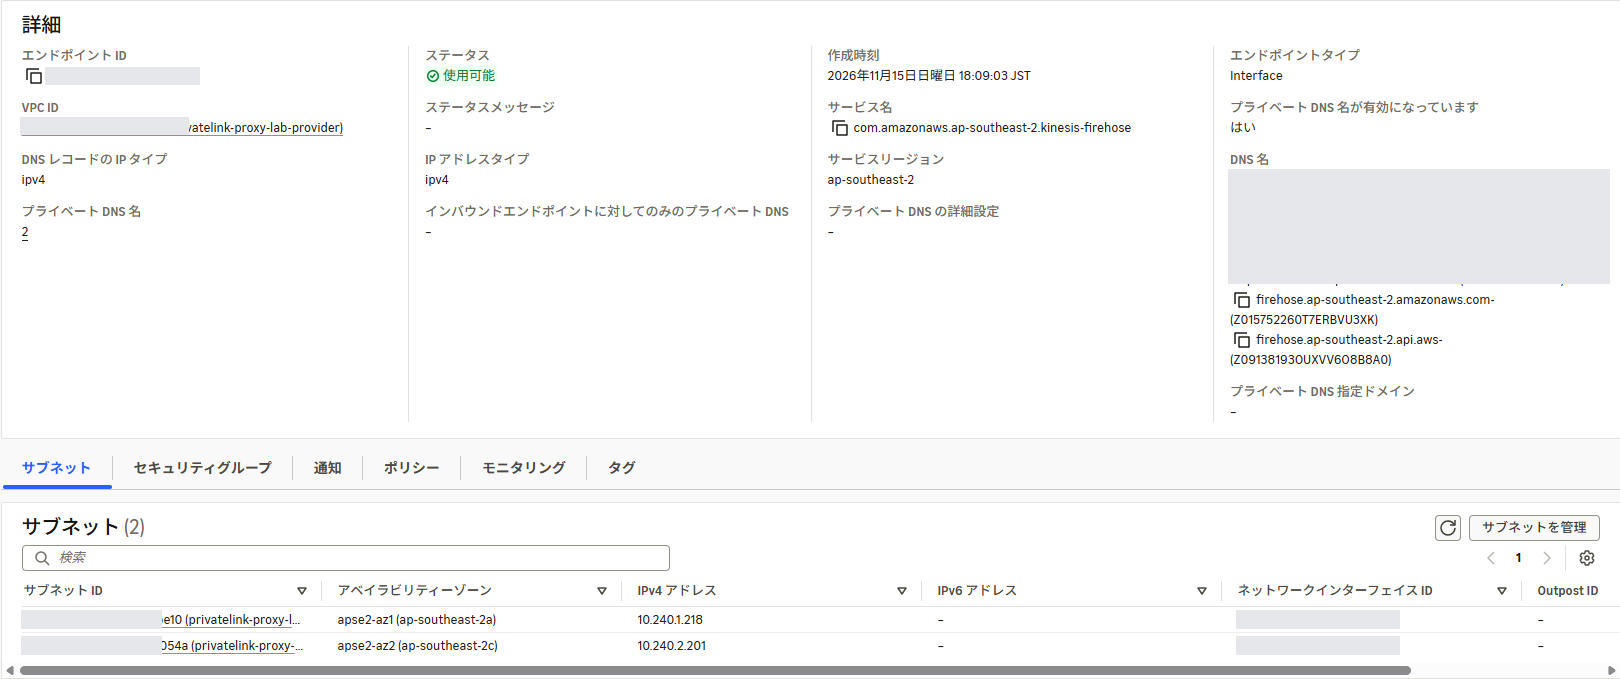 詳細
エンドポイント ID
VPC ID
vatelink-proxy-lab-provider)
DNS レコードの IP タイプ
ipv4
プライベート DNS 名
2
ステータス
使用可能
ステータスメッセージ
–
IP アドレスタイプ
ipv4
インバウンドエンドポイントに対してのみのプライベート DNS
–
作成時刻
2026年11月15日日曜日 18:09:03 JST
サービス名
com.amazonaws.ap-southeast-2.kinesis-firehose
サービスリージョン
ap-southeast-2
プライベート DNS の詳細設定
–
エンドポイントタイプ
Interface
プライベート DNS 名が有効になっています
はい
DNS 名
firehose.ap-southeast-2.amazonaws.com-
(Z015752260T7ERBVU3XK)
firehose.ap-southeast-2.api.aws-
(Z09138193OUXVV6O8B8A0)
プライベート DNS 指定ドメイン
–
サブネット
セキュリティグループ
通知
ポリシー
モニタリング
タグ
サブネット (2)
サブネットを管理
検索
1
サブネット ID
アベイラビリティーゾーン
IPv4 アドレス
IPv6 アドレス
ネットワークインターフェイス ID
Outpost ID
e10 (privatelink-proxy-l...
apse2-az1 (ap-southeast-2a)
10.240.1.218
–
–
054a (privatelink-proxy-...
apse2-az2 (ap-southeast-2c)
10.240.2.201
–
–